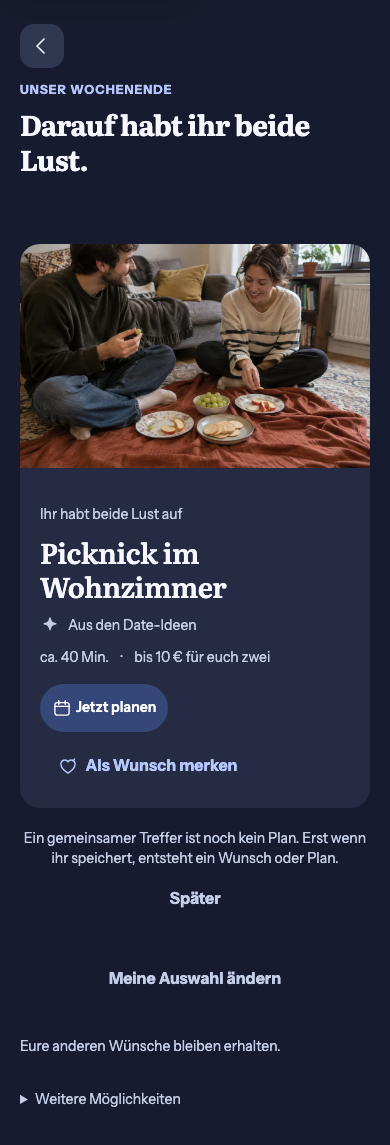 UNSER WOCHENENDE
Darauf habt ihr beide
Lust.
Ihr habt beide Lust auf
Picknick im
Wohnzimmer
Aus den Date-Ideen
ca. 40 Min. · bis 10 € für euch zwei
Jetzt planen
Als Wunsch merken
Ein gemeinsamer Treffer ist noch kein Plan. Erst wenn
ihr speichert, entsteht ein Wunsch oder Plan.
Später
Meine Auswahl ändern
Eure anderen Wünsche bleiben erhalten.
Weitere Möglichkeiten